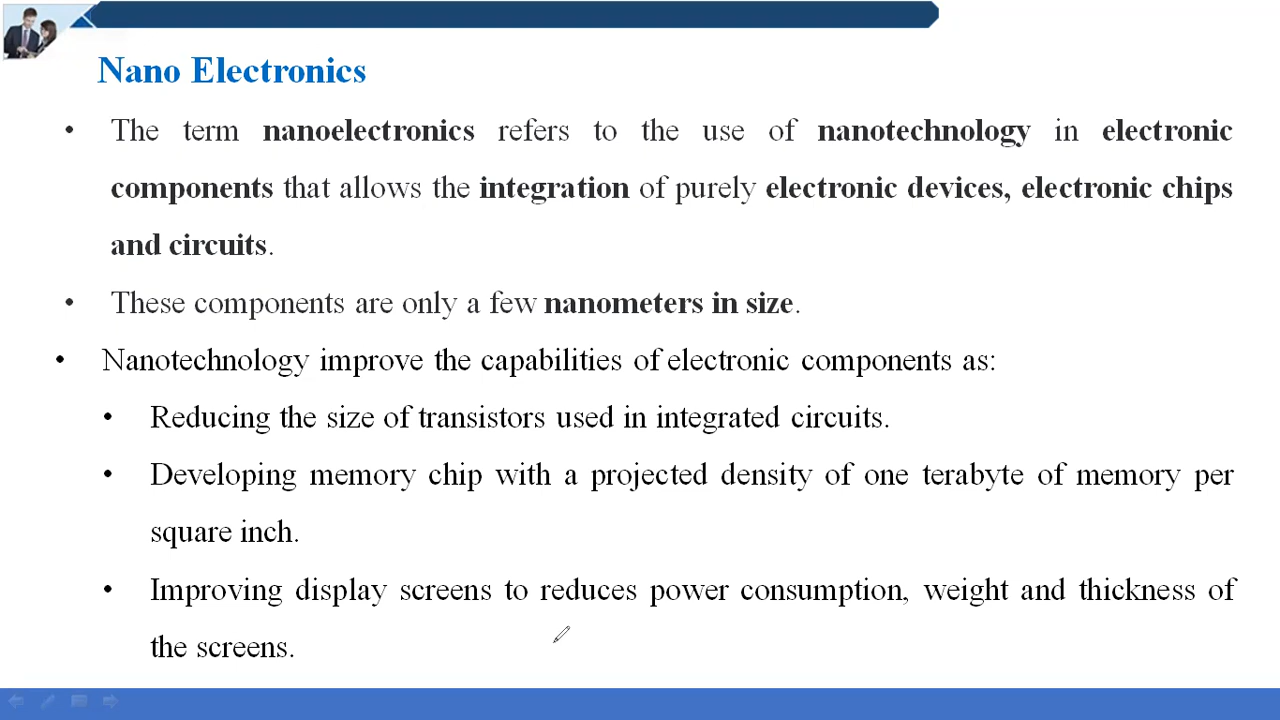 Nano Electronics
• The term nanoelectronics refers to the use of nanotechnology in electronic
components that allows the integration of purely electronic devices, electronic chips
and circuits.
• These components are only a few nanometers in size.
• Nanotechnology improve the capabilities of electronic components as:
• Reducing the size of transistors used in integrated circuits.
• Developing memory chip with a projected density of one terabyte of memory per
square inch.
• Improving display screens to reduces power consumption, weight and thickness of
the screens.